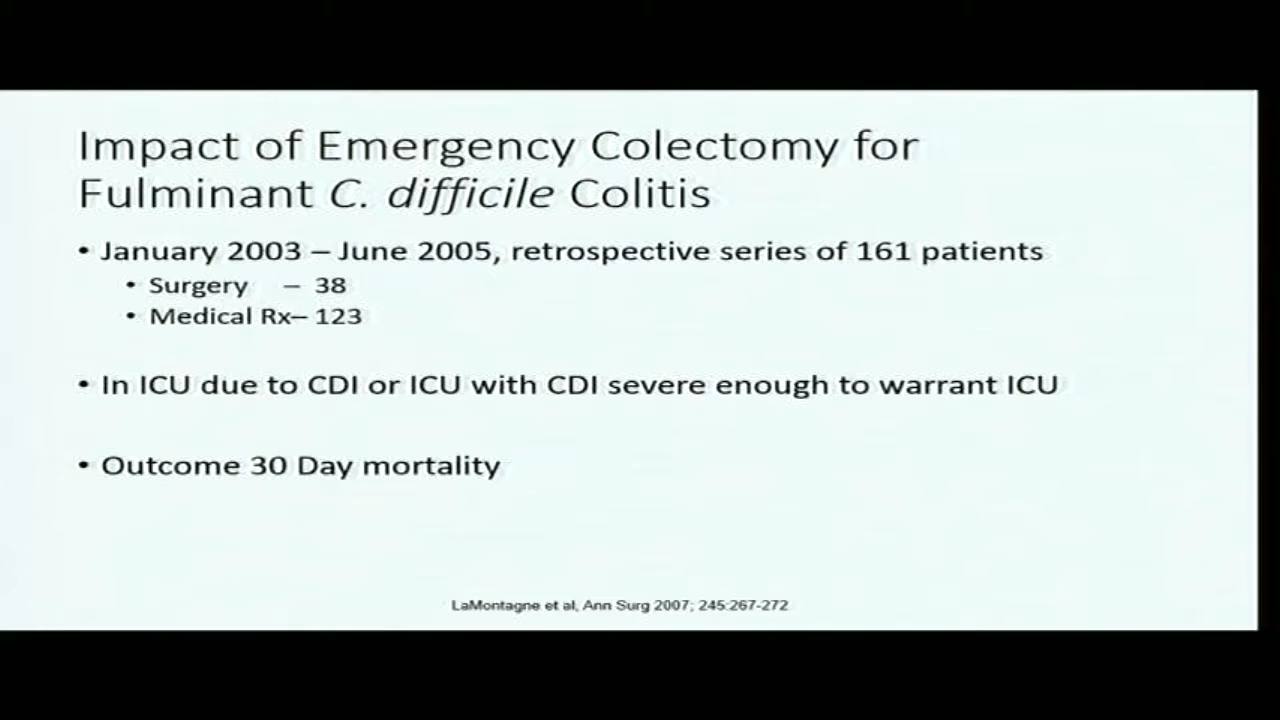 Impact of Emergency Colectomy for
Fulminant C. difficile Colitis
• January 2003 – June 2005, retrospective series of 161 patients
• Surgery – 38
• Medical Rx– 123
• In ICU due to CDI or ICU with CDI severe enough to warrant ICU
• Outcome 30 Day mortality
LaMontagne et al, Ann Surg 2007; 245:267-272